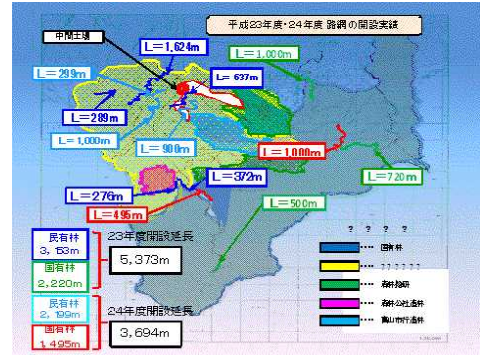 平成23年度・24年度 路網の開設実績
中間土場
L=1,624m
L=1,000m
L=299m
L=637m
L=289m
L=1,000m
L=900m
L=1,000m
L=372m
L=720m
L=276m
L=495m
L=500m
民有林
3,153m
23年度開設延長
5,373m
国有林
2,220m
民有林
2,199m
24年度開設延長
3,694m
国有林
1,495m
? ? ? ?
・・・・ 国有林
・・・・ ???????
・・・・
・・・・ 森林公社造林
・・・・ 高山市行造林